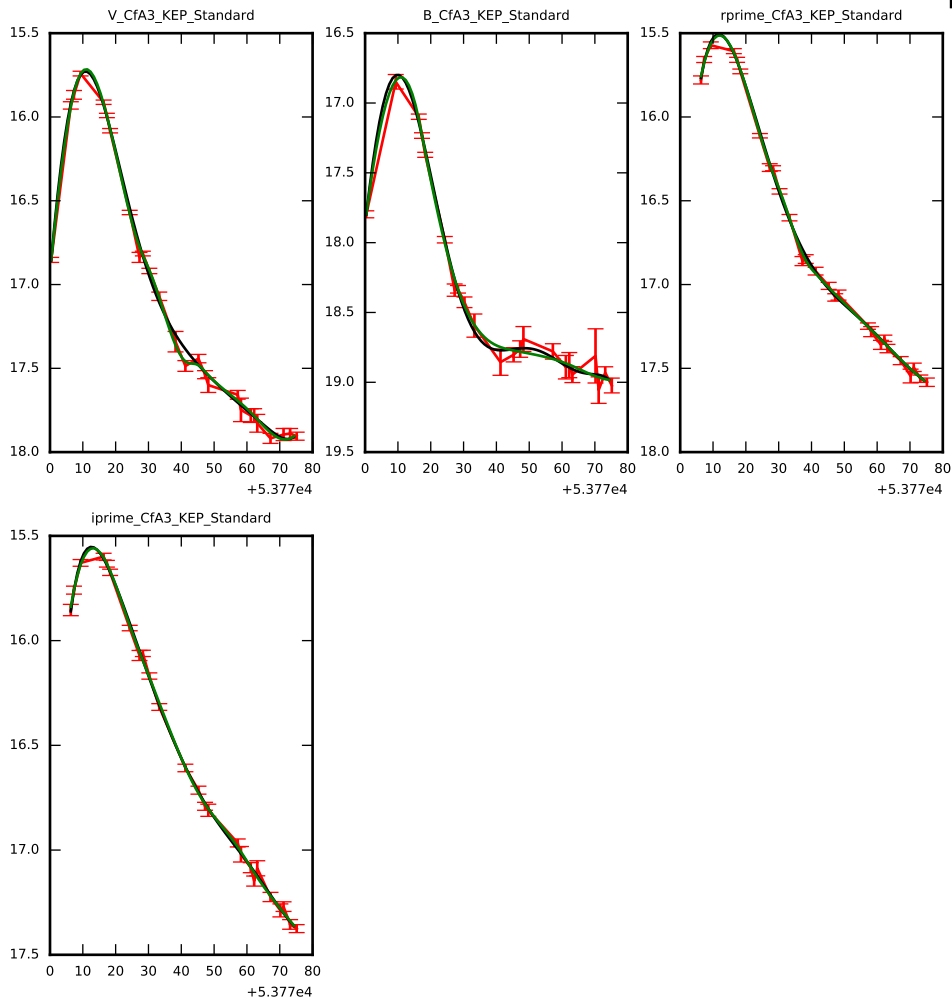 V_CfA3_KEP_Standard
B_CfA3_KEP_Standard
rprime_CfA3_KEP_Standard
15.5
16.0
16.5
17.0
17.5
18.0
0 10 20 30 40 50 60 70 80
+5.377e4
16.5
17.0
17.5
18.0
18.5
19.0
19.5
0 10 20 30 40 50 60 70 80
+5.377e4
15.5
16.0
16.5
17.0
17.5
18.0
0 10 20 30 40 50 60 70 80
+5.377e4
iprime_CfA3_KEP_Standard
15.5
16.0
16.5
17.0
17.5
0 10 20 30 40 50 60 70 80
+5.377e4